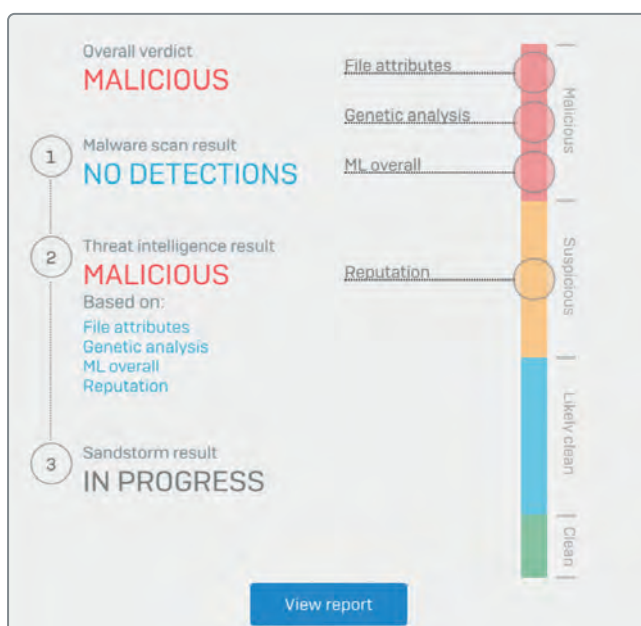 Overall verdict
MALICIOUS
1
Malware scan result
NO DETECTIONS
2
Threat intelligence result
MALICIOUS
Based on:
File attributes
Genetic analysis
ML overall
Reputation
3
Sandstorm result
IN PROGRESS
File attributes
Genetic analysis
ML overall
Reputation
Malicious
Suspicious
Likely clean
Clean
View report